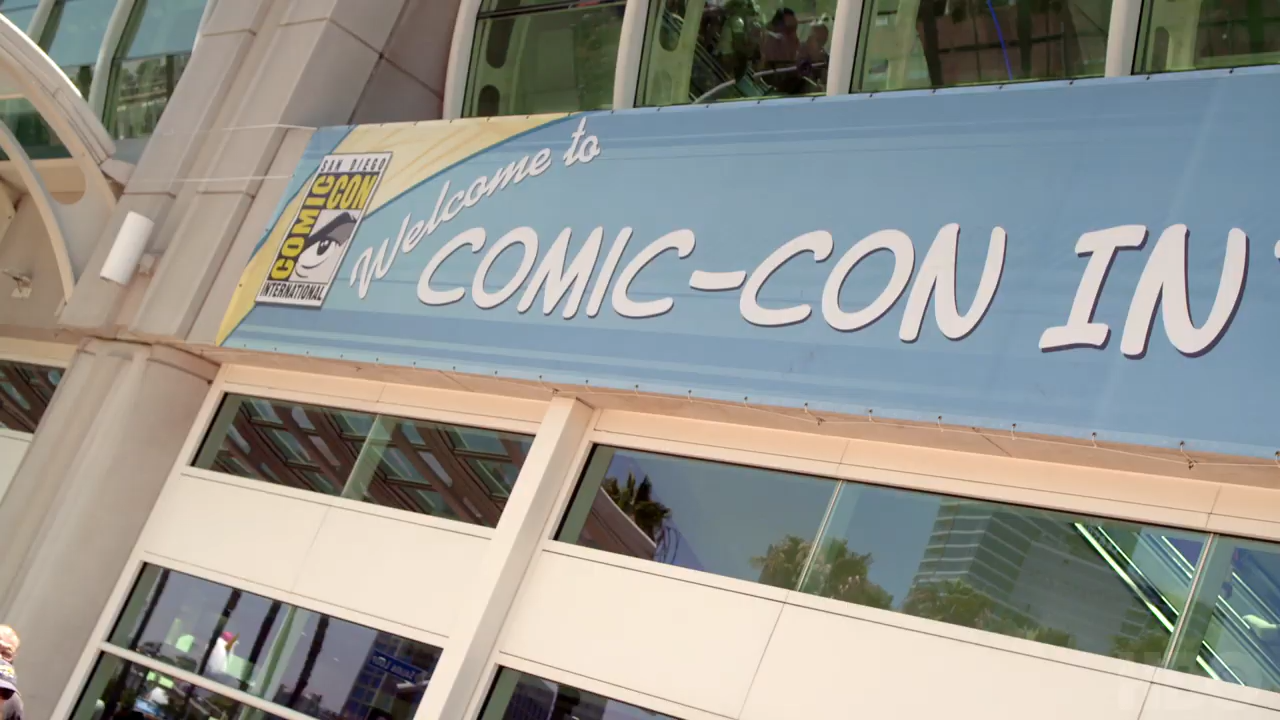 SAN DIEGO
COMIC
CON
INTERNATIONAL
Welcome to
COMIC-CON IN